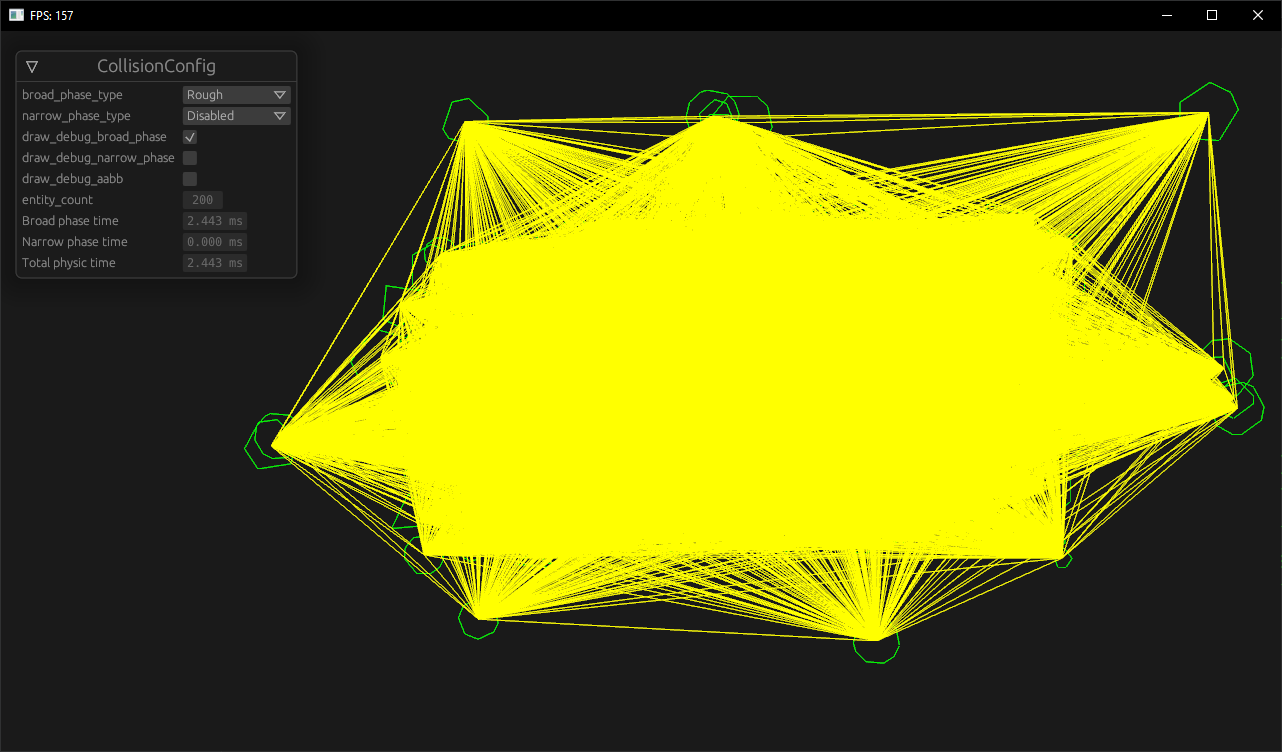 FPS: 157
CollisionConfig
broad_phase_type Rough
narrow_phase_type Disabled
draw_debug_broad_phase
draw_debug_narrow_phase
draw_debug_aabb
entity_count 200
Broad phase time 2.443 ms
Narrow phase time 0.000 ms
Total physic time 2.443 ms